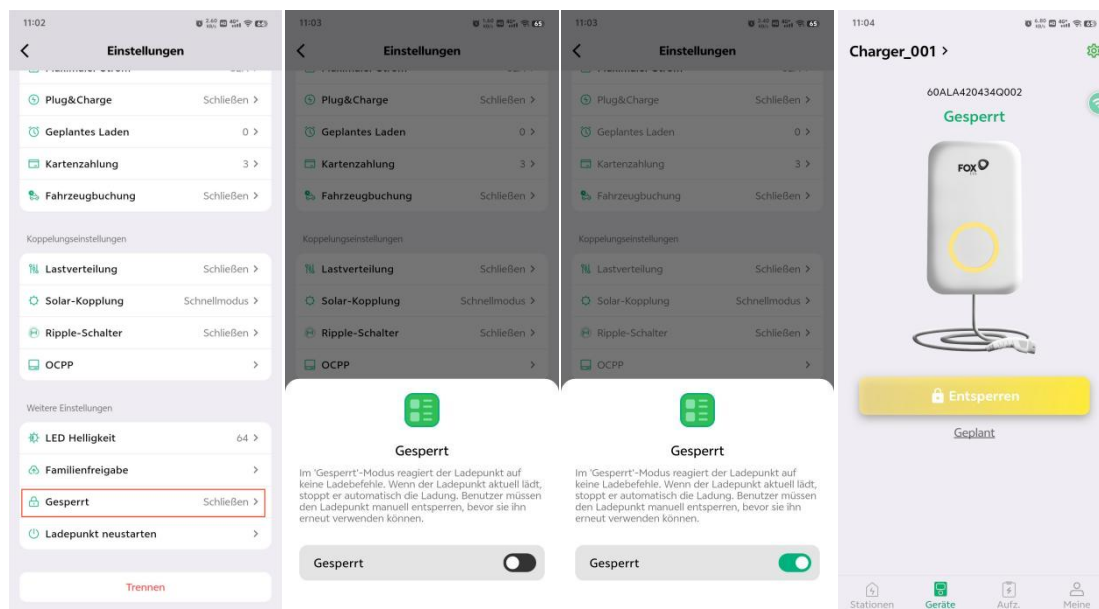 11:02
Einstellungen
Plug&Charge Schließen >
Geplantes Laden 0 >
Kartenzahlung 3 >
Fahrzeugbuchung Schließen >
Koppelungseinstellungen
Lastverteilung Schließen >
Solar-Kopplung Schnellmodus >
Ripple-Schalter Schließen >
OCPP >
Weitere Einstellungen
LED Helligkeit 64 >
Familienfreigabe >
Gesperrt Schließen >
Ladepunkt neustarten >
Trennen
11:03
Einstellungen
Plug&Charge Schließen >
Geplantes Laden 0 >
Kartenzahlung 3 >
Fahrzeugbuchung Schließen >
Koppelungseinstellungen
Lastverteilung Schließen >
Solar-Kopplung Schnellmodus >
Ripple-Schalter Schließen >
OCPP >
Gesperrt
Im 'Gesperrt'-Modus reagiert der Ladepunkt auf
keine Ladebefehle. Wenn der Ladepunkt aktuell lädt,
stoppt er automatisch die Ladung. Benutzer müssen
den Ladepunkt manuell entsperren, bevor sie ihn
erneut verwenden können.
Gesperrt
11:03
Einstellungen
Plug&Charge Schließen >
Geplantes Laden 0 >
Kartenzahlung 3 >
Fahrzeugbuchung Schließen >
Koppelungseinstellungen
Lastverteilung Schließen >
Solar-Kopplung Schnellmodus >
Ripple-Schalter Schließen >
OCPP >
Gesperrt
Im 'Gesperrt'-Modus reagiert der Ladepunkt auf
keine Ladebefehle. Wenn der Ladepunkt aktuell lädt,
stoppt er automatisch die Ladung. Benutzer müssen
den Ladepunkt manuell entsperren, bevor sie ihn
erneut verwenden können.
Gesperrt
11:04
Charger_001 >
60ALA420434Q002
Gesperrt
FOX
Entsperren
Geplant
Stationen Geräte Aufz. Meine